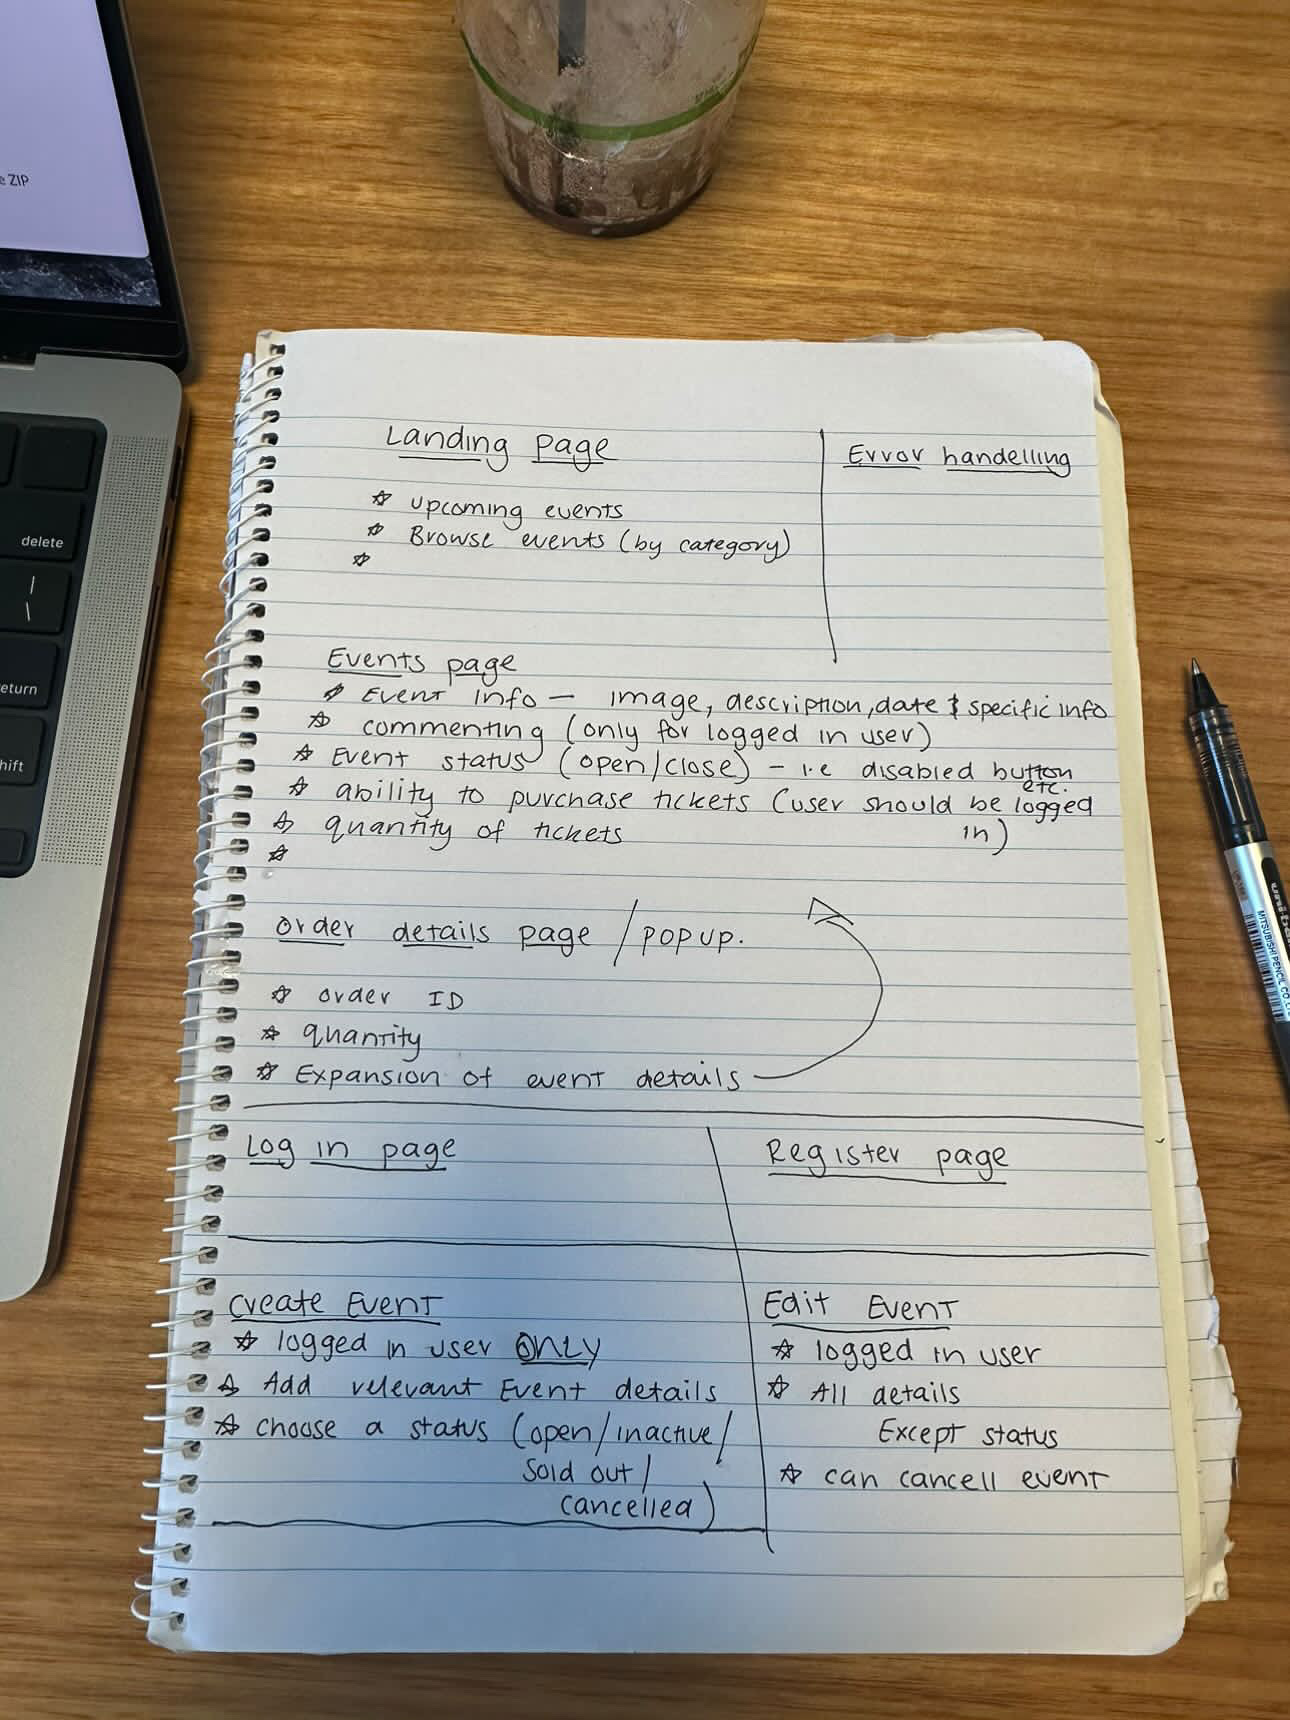 e ZIP
delete
|
\
eturn
hift
Landing page
Error handelling
upcoming events
Browse events (by category)
Events page
Event info — image, description, date & specific info
commenting (only for logged in user)
Event status (open/close) - i.e disabled button
etc.
ability to purchase tickets (user should be logged
in)
quantity of tickets
order details page / popup.
order ID
quantity
Expansion of event details
Log in page
Register page
Create Event
logged in user ONLY
Add relevant Event details
choose a status (open/inactive/
Sold out/
cancelled)
Edit Event
logged in user
All details
Except status
can cancell event
MITSUBISHI PENCIL CO.